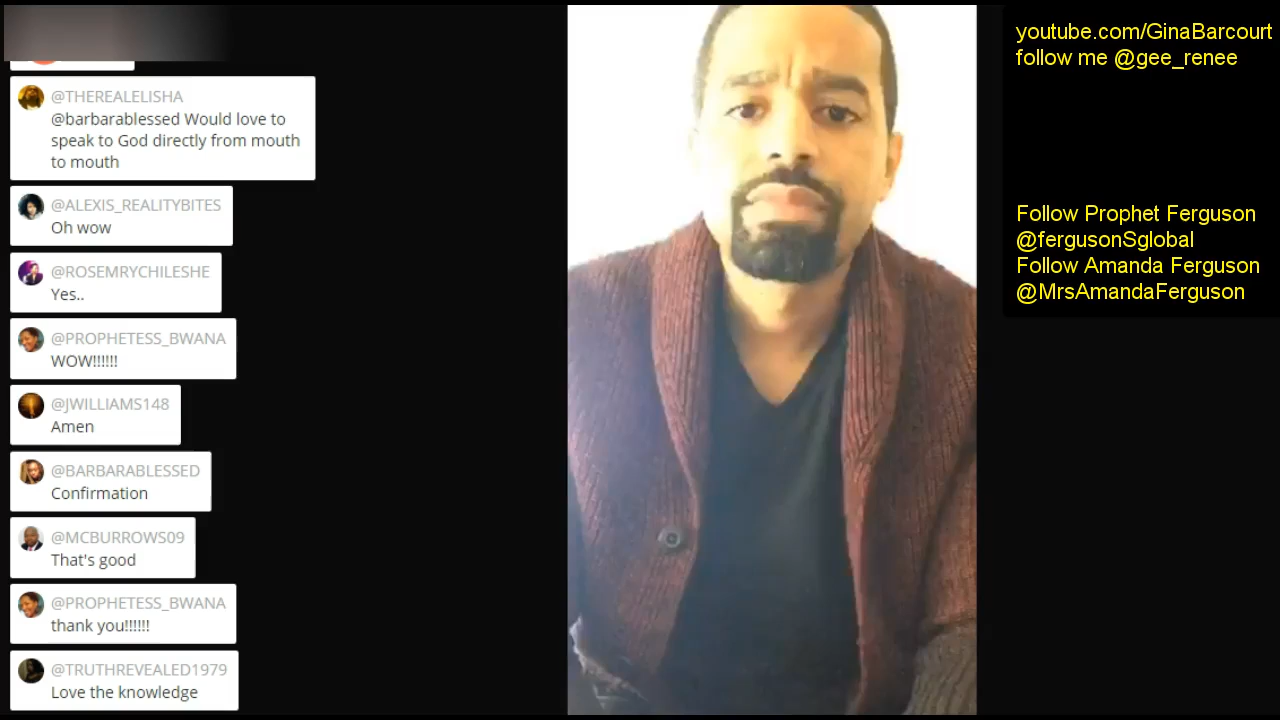 @THEREALELISHA
@barbarablessed Would love to
speak to God directly from mouth
to mouth
@ALEXIS_REALITYBITES
Oh wow
@ROSEMRYCHILESHE
Yes..
@PROPHETESS_BWANA
WOW!!!!!!
@JWILLIAMS148
Amen
@BARBARABLESSED
Confirmation
@MCBURROWS09
That's good
@PROPHETESS_BWANA
thank you!!!!!!
@TRUTHREVEALED1979
Love the knowledge
youtube.com/GinaBarcourt
follow me @gee_renee
Follow Prophet Ferguson
@fergusonSglobal
Follow Amanda Ferguson
@MrsAmandaFerguson